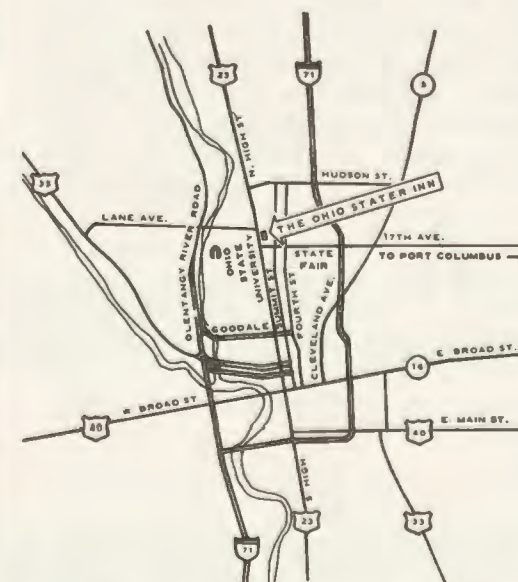 23
71
3
N. HIGH ST.
HUDSON ST.
33
THE OHIO STATER INN
LANE AVE.
OLENTANGY RIVER ROAD
OHIO
STATE
UNIVERSITY
17TH AVE.
STATE
FAIR
TO PORT COLUMBUS
SUMMIT ST.
FOURTH ST.
CLEVELAND AVE.
GOODALE
E. BROAD ST.
16
W. BROAD ST.
40
E. MAIN ST.
40
S. HIGH
23
33
71